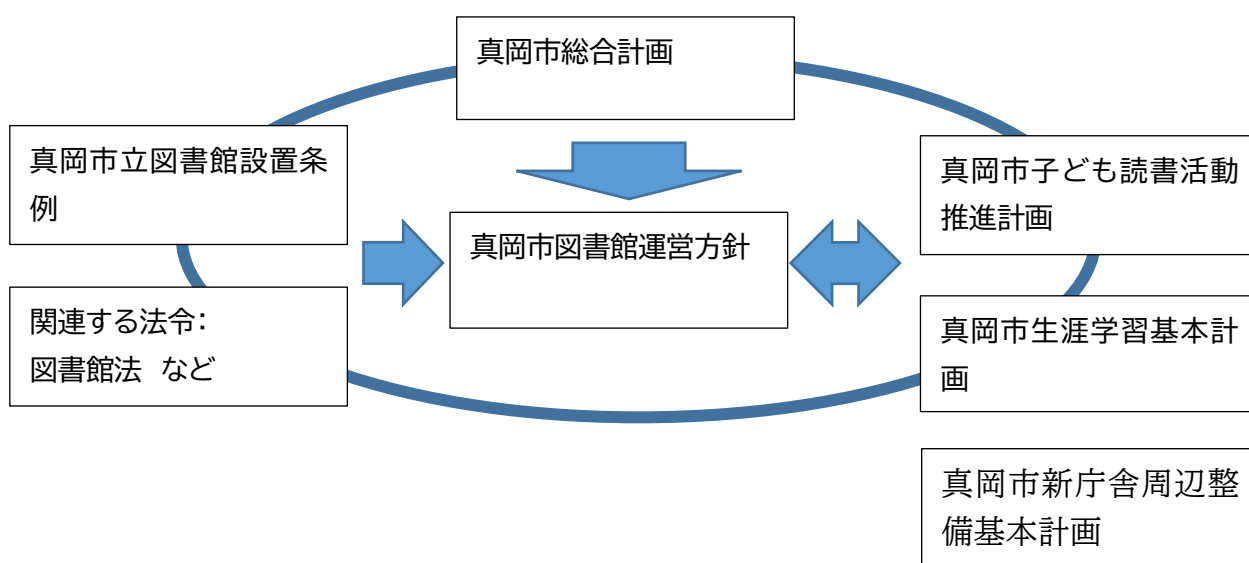 真岡市総合計画
真岡市立図書館設置条
例
真岡市子ども読書活動
推進計画
真岡市図書館運営方針
関連する法令：
図書館法 など
真岡市生涯学習基本計
画
真岡市新庁舎周辺整
備基本計画